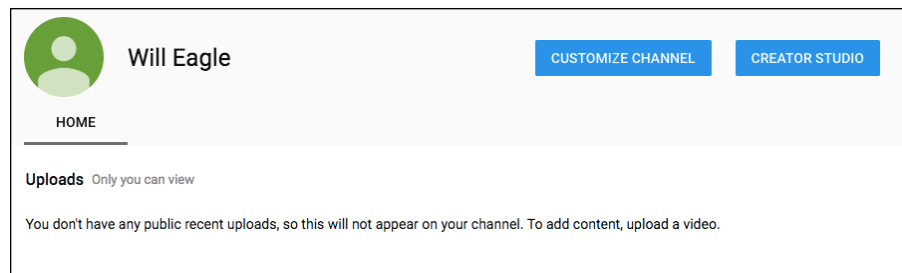 Will Eagle
CUSTOMIZE CHANNEL
CREATOR STUDIO
HOME
Uploads Only you can view
You don't have any public recent uploads, so this will not appear on your channel. To add content, upload a video.